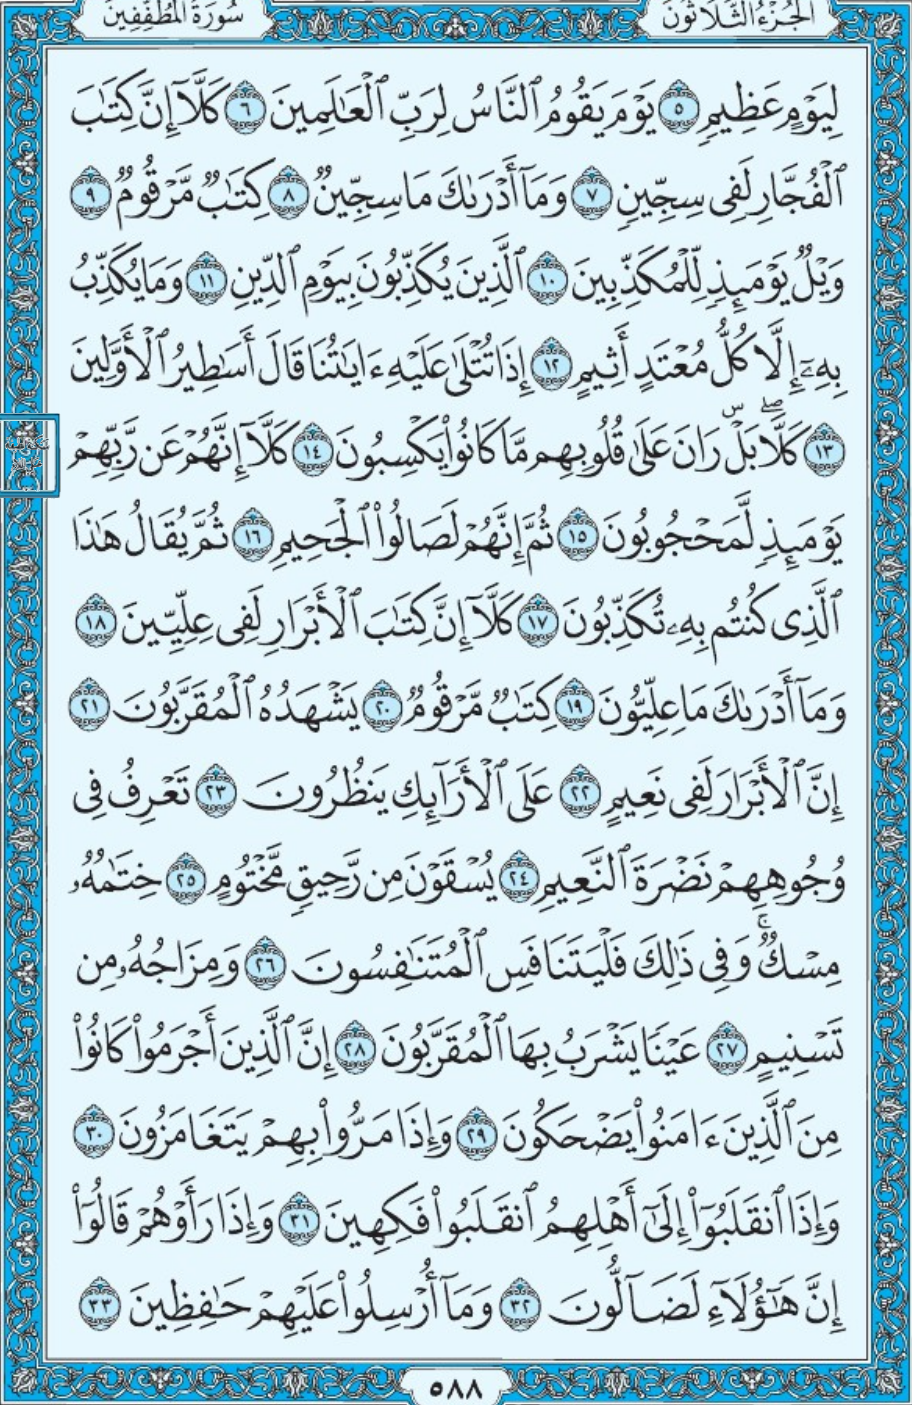 الجُزْءُ الثَّلَاثُونَ
سُورَةُ المُطَفِّفِينَ
لِيَوْمٍ عَظِيمٍ ٥ يَوْمَ يَقُومُ ٱلنَّاسُ لِرَبِّ ٱلْعَٰلَمِينَ ٦ كَلَّآ إِنَّ كِتَٰبَ
ٱلْفُجَّارِ لَفِى سِجِّينٍ ٧ وَمَآ أَدْرَىٰكَ مَا سِجِّينٌ ٨ كِتَٰبٌ مَّرْقُومٌ ٩
وَيْلٌ يَوْمَئِذٍ لِّلْمُكَذِّبِينَ ١٠ ٱلَّذِينَ يُكَذِّبُونَ بِيَوْمِ ٱلدِّينِ ١١ وَمَا يُكَذِّبُ
بِهِۦٓ إِلَّا كُلُّ مُعْتَدٍ أَثِيمٍ ١٢ إِذَا تُتْلَىٰ عَلَيْهِ ءَايَٰتُنَا قَالَ أَسَٰطِيرُ ٱلْأَوَّلِينَ
١٣ كَلَّا ۖ بَلْ ۜ رَانَ عَلَىٰ قُلُوبِهِم مَّا كَانُوا۟ يَكْسِبُونَ ١٤ كَلَّآ إِنَّهُمْ عَن رَّبِّهِمْ
يَوْمَئِذٍ لَّمَحْجُوبُونَ ١٥ ثُمَّ إِنَّهُمْ لَصَالُوا۟ ٱلْجَحِيمِ ١٦ ثُمَّ يُقَالُ هَٰذَا
ٱلَّذِى كُنتُم بِهِۦ تُكَذِّبُونَ ١٧ كَلَّآ إِنَّ كِتَٰبَ ٱلْأَبْرَارِ لَفِى عِلِّيِّينَ ١٨
وَمَآ أَدْرَىٰكَ مَا عِلِّيُّونَ ١٩ كِتَٰبٌ مَّرْقُومٌ ٢٠ يَشْهَدُهُ ٱلْمُقَرَّبُونَ ٢١
إِنَّ ٱلْأَبْرَارَ لَفِى نَعِيمٍ ٢٢ عَلَى ٱلْأَرَآئِكِ يَنظُرُونَ ٢٣ تَعْرِفُ فِى
وُجُوهِهِمْ نَضْرَةَ ٱلنَّعِيمِ ٢٤ يُسْقَوْنَ مِن رَّحِيقٍ مَّخْتُومٍ ٢٥ خِتَٰمُهُۥ
مِسْكٌ ۚ وَفِى ذَٰلِكَ فَلْيَتَنَافَسِ ٱلْمُتَنَٰفِسُونَ ٢٦ وَمِزَاجُهُۥ مِن
تَسْنِيمٍ ٢٧ عَيْنًا يَشْرَبُ بِهَا ٱلْمُقَرَّبُونَ ٢٨ إِنَّ ٱلَّذِينَ أَجْرَمُوا۟ كَانُوا۟
مِنَ ٱلَّذِينَ ءَامَنُوا۟ يَضْحَكُونَ ٢٩ وَإِذَا مَرُّوا۟ بِهِمْ يَتَغَامَزُونَ ٣٠
وَإِذَا ٱنقَلَبُوٓا۟ إِلَىٰٓ أَهْلِهِمُ ٱنقَلَبُوا۟ فَكِهِينَ ٣١ وَإِذَا رَأَوْهُمْ قَالُوٓا۟
إِنَّ هَٰٓؤُلَآءِ لَضَآلُّونَ ٣٢ وَمَآ أُرْسِلُوا۟ عَلَيْهِمْ حَٰفِظِينَ ٣٣
٥٨٨